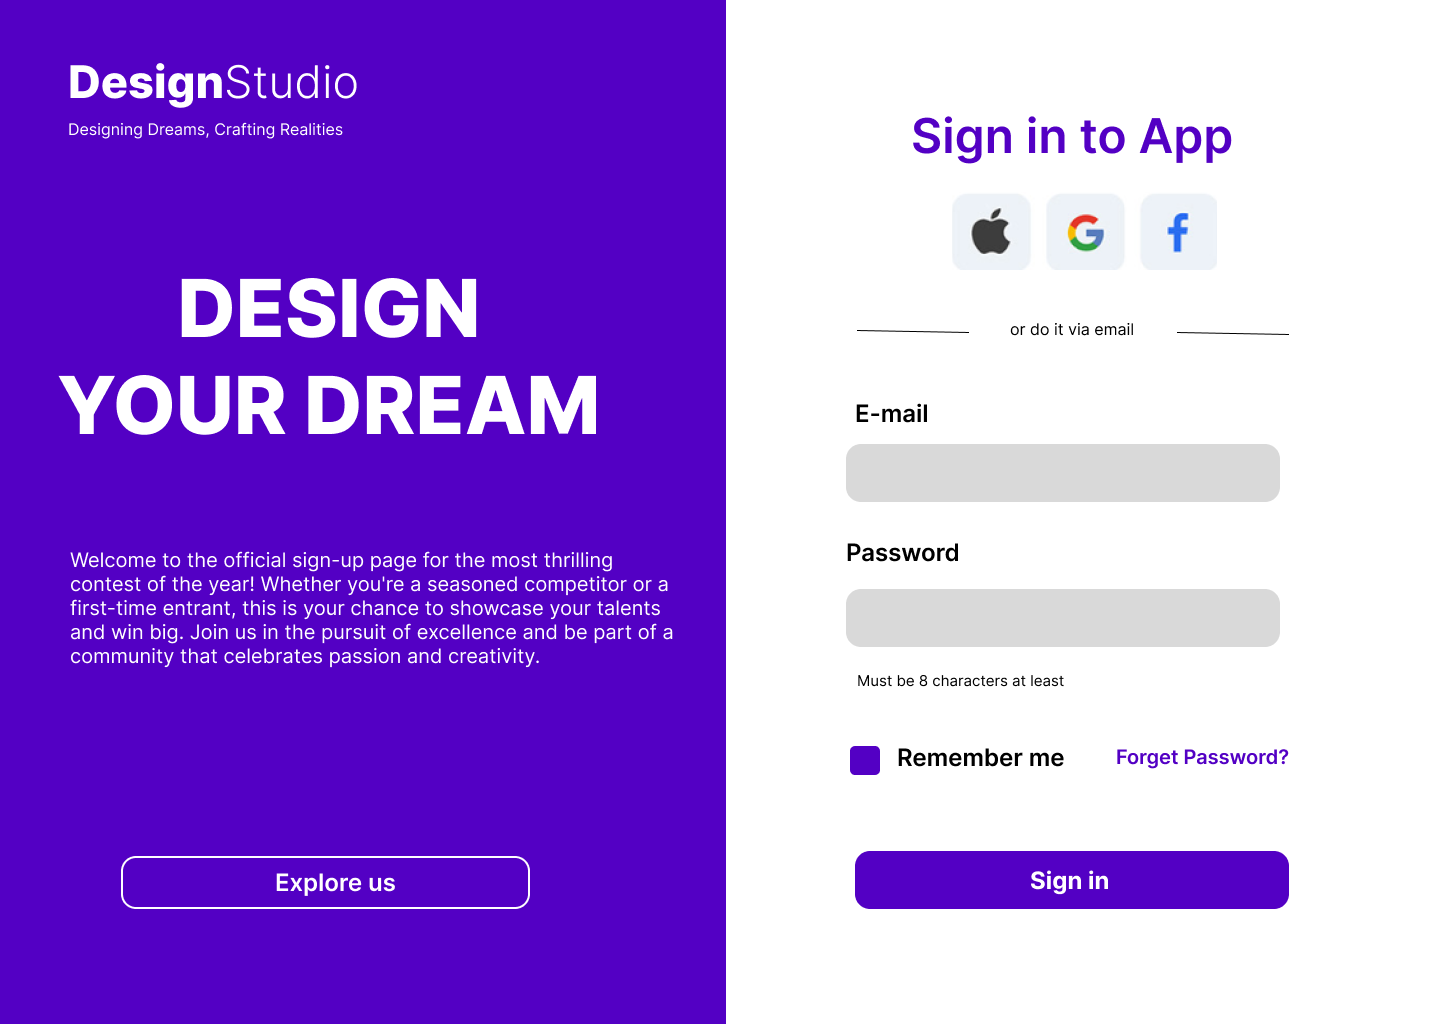 DesignStudio
Designing Dreams, Crafting Realities
DESIGN
YOUR DREAM
Welcome to the official sign-up page for the most thrilling
contest of the year! Whether you're a seasoned competitor or a
first-time entrant, this is your chance to showcase your talents
and win big. Join us in the pursuit of excellence and be part of a
community that celebrates passion and creativity.
Explore us
Sign in to App
or do it via email
E-mail
Password
Must be 8 characters at least
Remember me
Forget Password?
Sign in